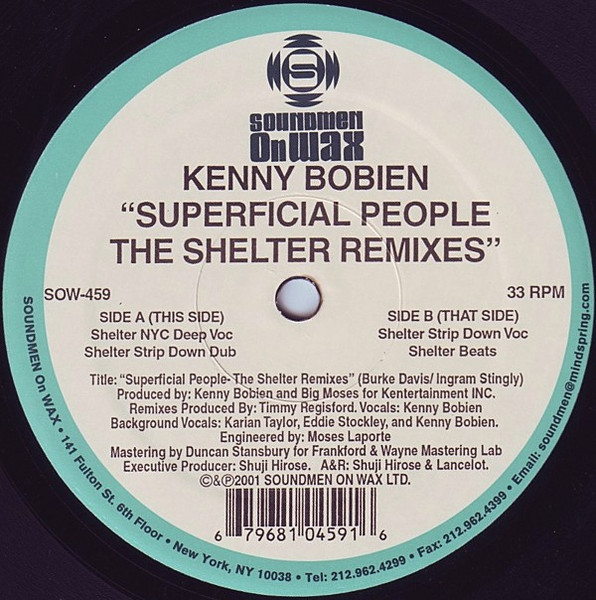 S
SOUNDMEN
On WAX
KENNY BOBIEN
“SUPERFICIAL PEOPLE
THE SHELTER REMIXES”
SOW-459
33 RPM
SIDE A (THIS SIDE)
Shelter NYC Deep Voc
Shelter Strip Down Dub
SIDE B (THAT SIDE)
Shelter Strip Down Voc
Shelter Beats
Title: “Superficial People- The Shelter Remixes” (Burke Davis/ Ingram Stingly)
Produced by: Kenny Bobien and Big Moses for Kentertainment INC.
Remixes Produced By: Timmy Regisford. Vocals: Kenny Bobien
Background Vocals: Karian Taylor, Eddie Stockley, and Kenny Bobien.
Engineered by: Moses Laporte
Mastering by Duncan Stansbury for Frankford & Wayne Mastering Lab
Executive Producer: Shuji Hirose. A&R: Shuji Hirose & Lancelot.
©&℗2001 SOUNDMEN ON WAX LTD.
6 79681 04591 6
SOUNDMEN On WAX • 141 Fulton St. 6th Floor • New York, NY 10038 • Tel: 212.962.4299 • Fax: 212.962.4399 • Email: soundmen@mindspring.com